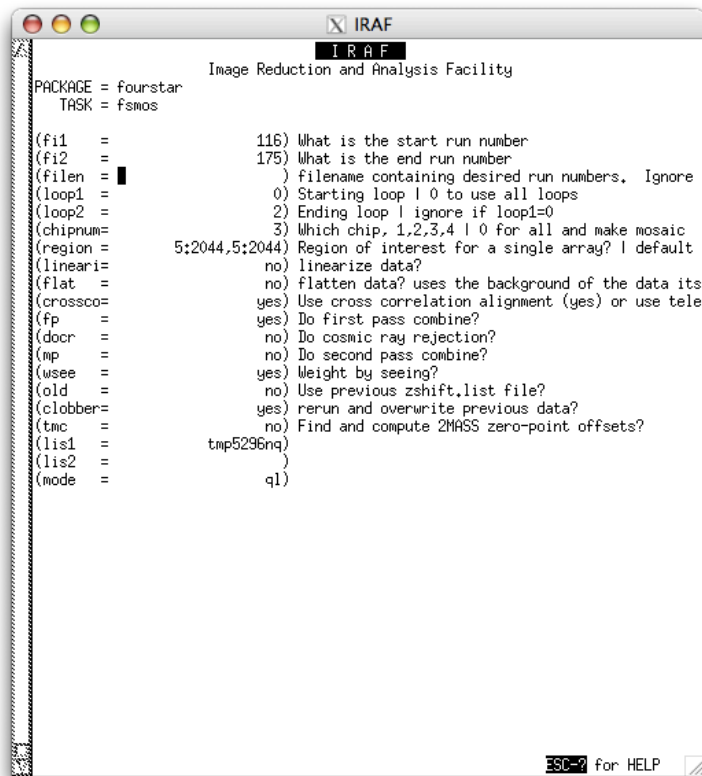 X IRAF
I R A F
Image Reduction and Analysis Facility
PACKAGE = fourstar
TASK = fsmos
(fi1 = 116) What is the start run number
(fi2 = 175) What is the end run number
(filen = ) filename containing desired run numbers. Ignore
(loop1 = 0) Starting loop | 0 to use all loops
(loop2 = 2) Ending loop | ignore if loop1=0
(chipnum= 3) Which chip, 1,2,3,4 | 0 for all and make mosaic
(region = 5:2044,5:2044) Region of interest for a single array? | default
(lineari= no) linearize data?
(flat = no) flatten data? uses the background of the data its
(crossco= yes) Use cross correlation alignment (yes) or use tele
(fp = yes) Do first pass combine?
(docr = no) Do cosmic ray rejection?
(mp = no) Do second pass combine?
(wsee = yes) Weight by seeing?
(old = no) Use previous zshift.list file?
(clobber= yes) rerun and overwrite previous data?
(tmc = no) Find and compute 2MASS zero-point offsets?
(lis1 = tmp5296nq)
(lis2 = )
(mode = ql)
ESC-? for HELP